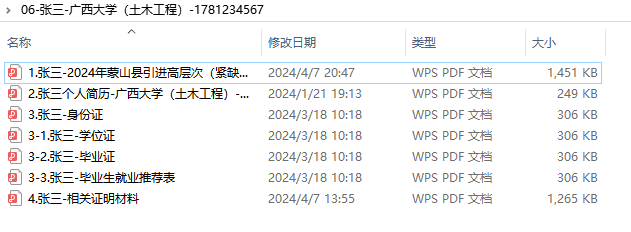 06-张三-广西大学（土木工程）-1781234567
名称 修改日期 类型 大小
1.张三-2024年蒙山县引进高层次（紧缺... 2024/4/7 20:47 WPS PDF 文档 1,451 KB
2.张三个人简历-广西大学（土木工程）-... 2024/1/21 19:13 WPS PDF 文档 249 KB
3.张三-身份证 2024/3/18 10:18 WPS PDF 文档 306 KB
3-1.张三-学位证 2024/3/18 10:18 WPS PDF 文档 306 KB
3-2.张三-毕业证 2024/3/18 10:18 WPS PDF 文档 306 KB
3-3.张三-毕业生就业推荐表 2024/3/18 10:18 WPS PDF 文档 306 KB
4.张三-相关证明材料 2024/4/7 13:55 WPS PDF 文档 1,265 KB